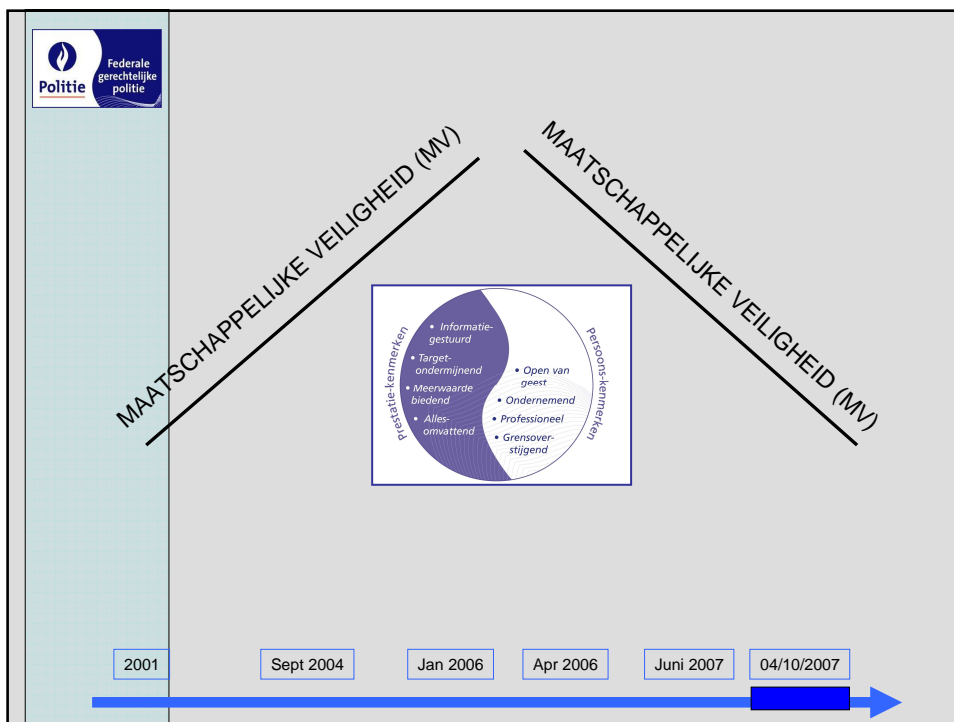 Politie
Federale
gerechtelijke
politie
MAATSCHAPPELIJKE VEILIGHEID (MV)
MAATSCHAPPELIJKE VEILIGHEID (MV)
Prestatie-kenmerken
• Informatie-
gestuurd
• Target-
ondermijnend
• Meerwaarde
biedend
• Alles-
omvattend
• Open van
geest
• Ondernemend
• Professioneel
• Grensover-
stijgend
Persoons-kenmerken
2001
Sept 2004
Jan 2006
Apr 2006
Juni 2007
04/10/2007